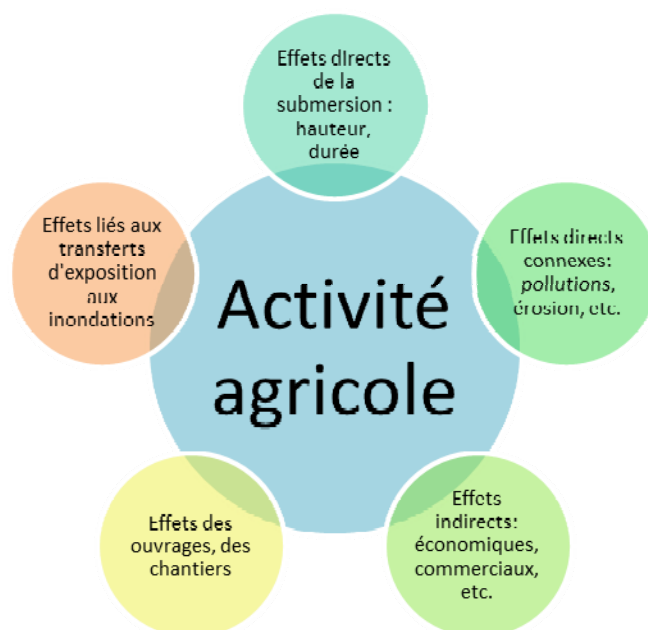 Effets directs
de la
submersion :
hauteur,
durée
Effets liés aux
transferts
d'exposition
aux
inondations
Effets directs
connexes:
pollutions,
érosion, etc.
Activité
agricole
Effets des
ouvrages, des
chantiers
Effets
indirects:
économiques,
commerciaux,
etc.